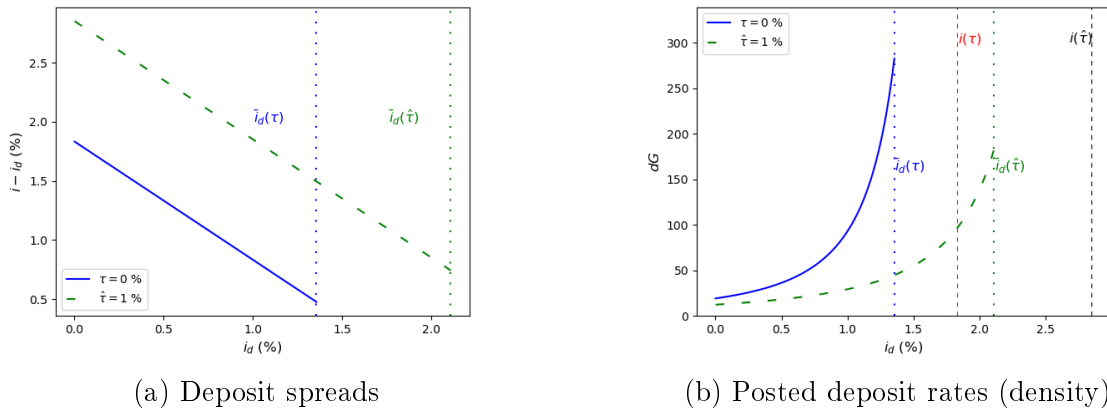 2.5
2.0
1.5
1.0
0.5
i − i_d (%)
ī_d(τ)
ī_d(τ̂)
τ = 0 %
τ̂ = 1 %
0.0 0.5 1.0 1.5 2.0
i_d (%)
(a) Deposit spreads
300
250
200
150
100
50
0
dG
τ = 0 %
τ̂ = 1 %
i(τ)
i(τ̂)
ī_d(τ)
ī_d(τ̂)
0.0 0.5 1.0 1.5 2.0 2.5
i_d (%)
(b) Posted deposit rates (density)